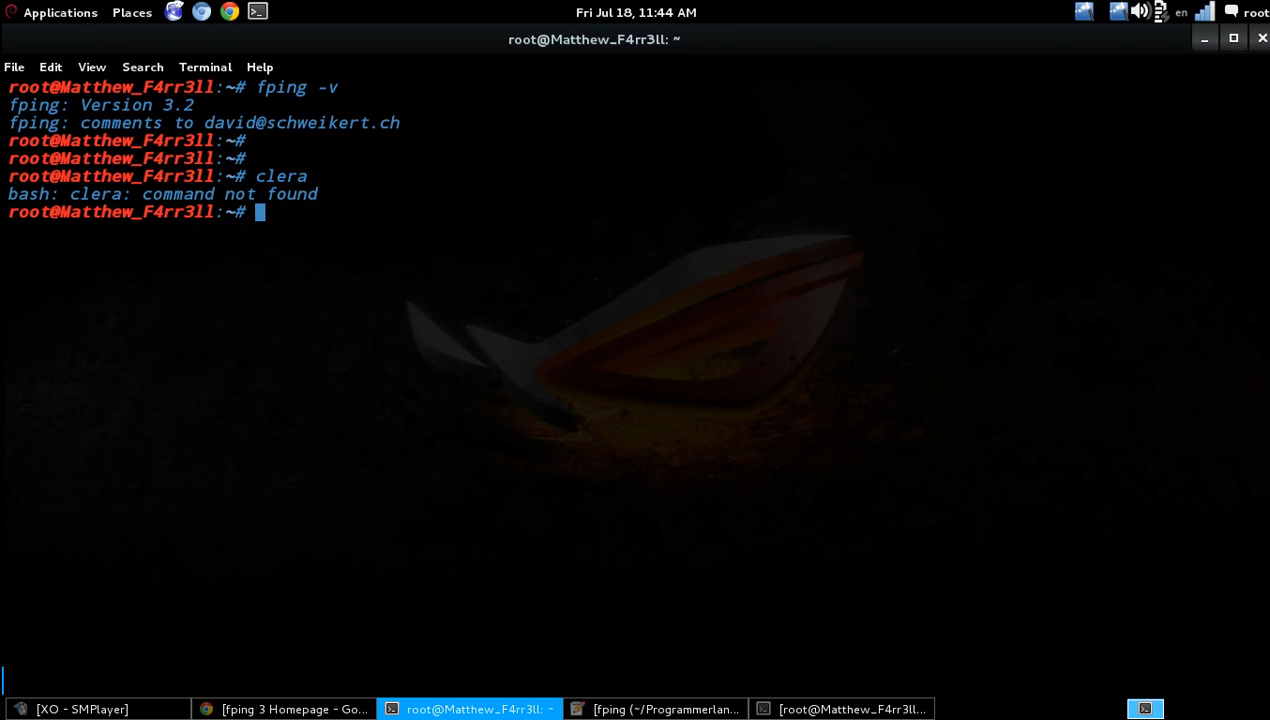 Applications Places Fri Jul 18, 11:44 AM en root
root@Matthew_F4rr3ll: ~
File Edit View Search Terminal Help
root@Matthew_F4rr3ll:~# fping -v
fping: Version 3.2
fping: comments to david@schweikert.ch
root@Matthew_F4rr3ll:~#
root@Matthew_F4rr3ll:~#
root@Matthew_F4rr3ll:~# clera
bash: clera: command not found
root@Matthew_F4rr3ll:~#
[XO - SMPlayer] [fping 3 Homepage - Go... root@Matthew_F4rr3ll: ~ [fping (~/Programmerlan... [root@Matthew_F4rr3ll...